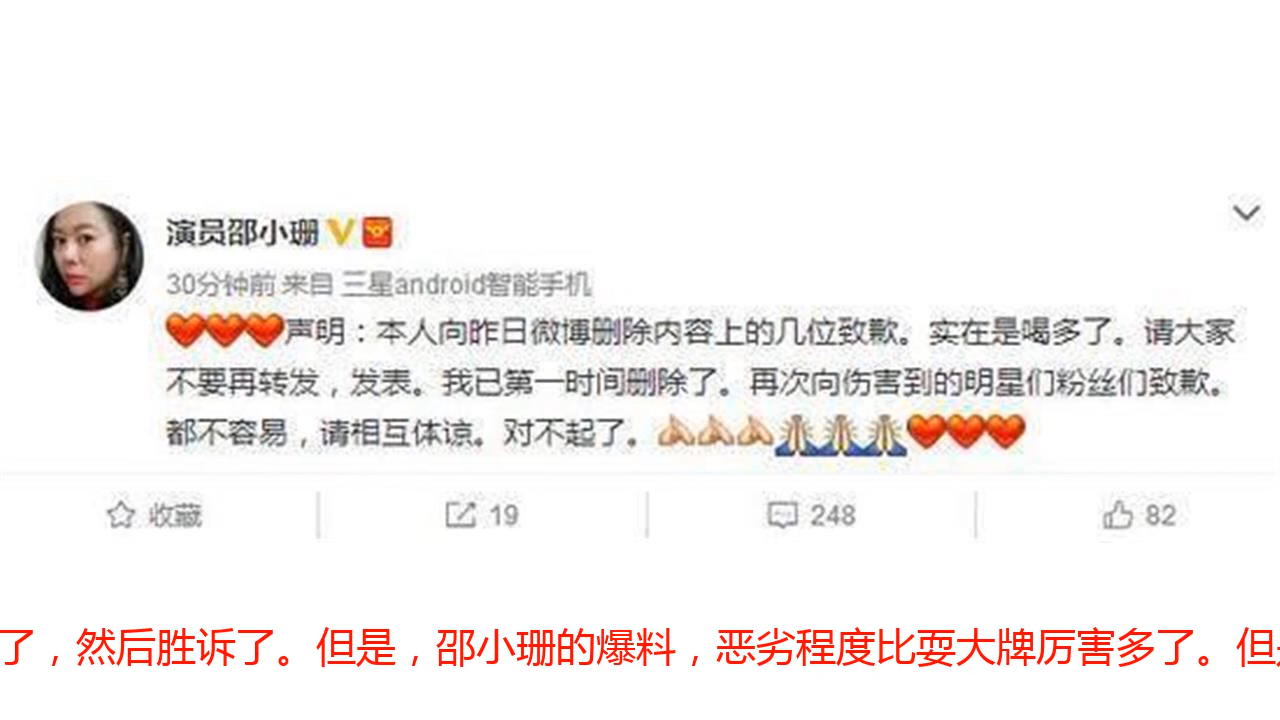 演员邵小珊
30分钟前 来自 三星android智能手机
声明：本人向昨日微博删除内容上的几位致歉。实在是喝多了。请大家
不要再转发，发表。我已第一时间删除了。再次向伤害到的明星们粉丝们致歉。
都不容易，请相互体谅。对不起了。
收藏 19 248 82
了，然后胜诉了。但是，邵小珊的爆料，恶劣程度比耍大牌厉害多了。但